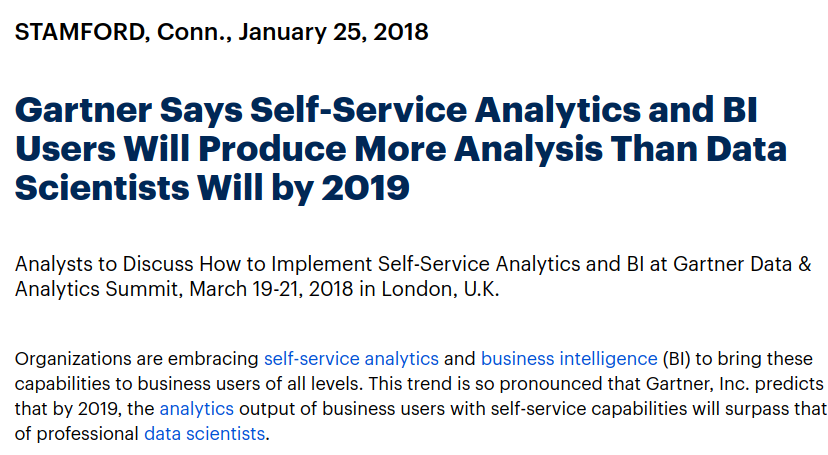 STAMFORD, Conn., January 25, 2018
Gartner Says Self-Service Analytics and BI
Users Will Produce More Analysis Than Data
Scientists Will by 2019
Analysts to Discuss How to Implement Self-Service Analytics and BI at Gartner Data &
Analytics Summit, March 19-21, 2018 in London, U.K.
Organizations are embracing self-service analytics and business intelligence (BI) to bring these
capabilities to business users of all levels. This trend is so pronounced that Gartner, Inc. predicts
that by 2019, the analytics output of business users with self-service capabilities will surpass that
of professional data scientists.